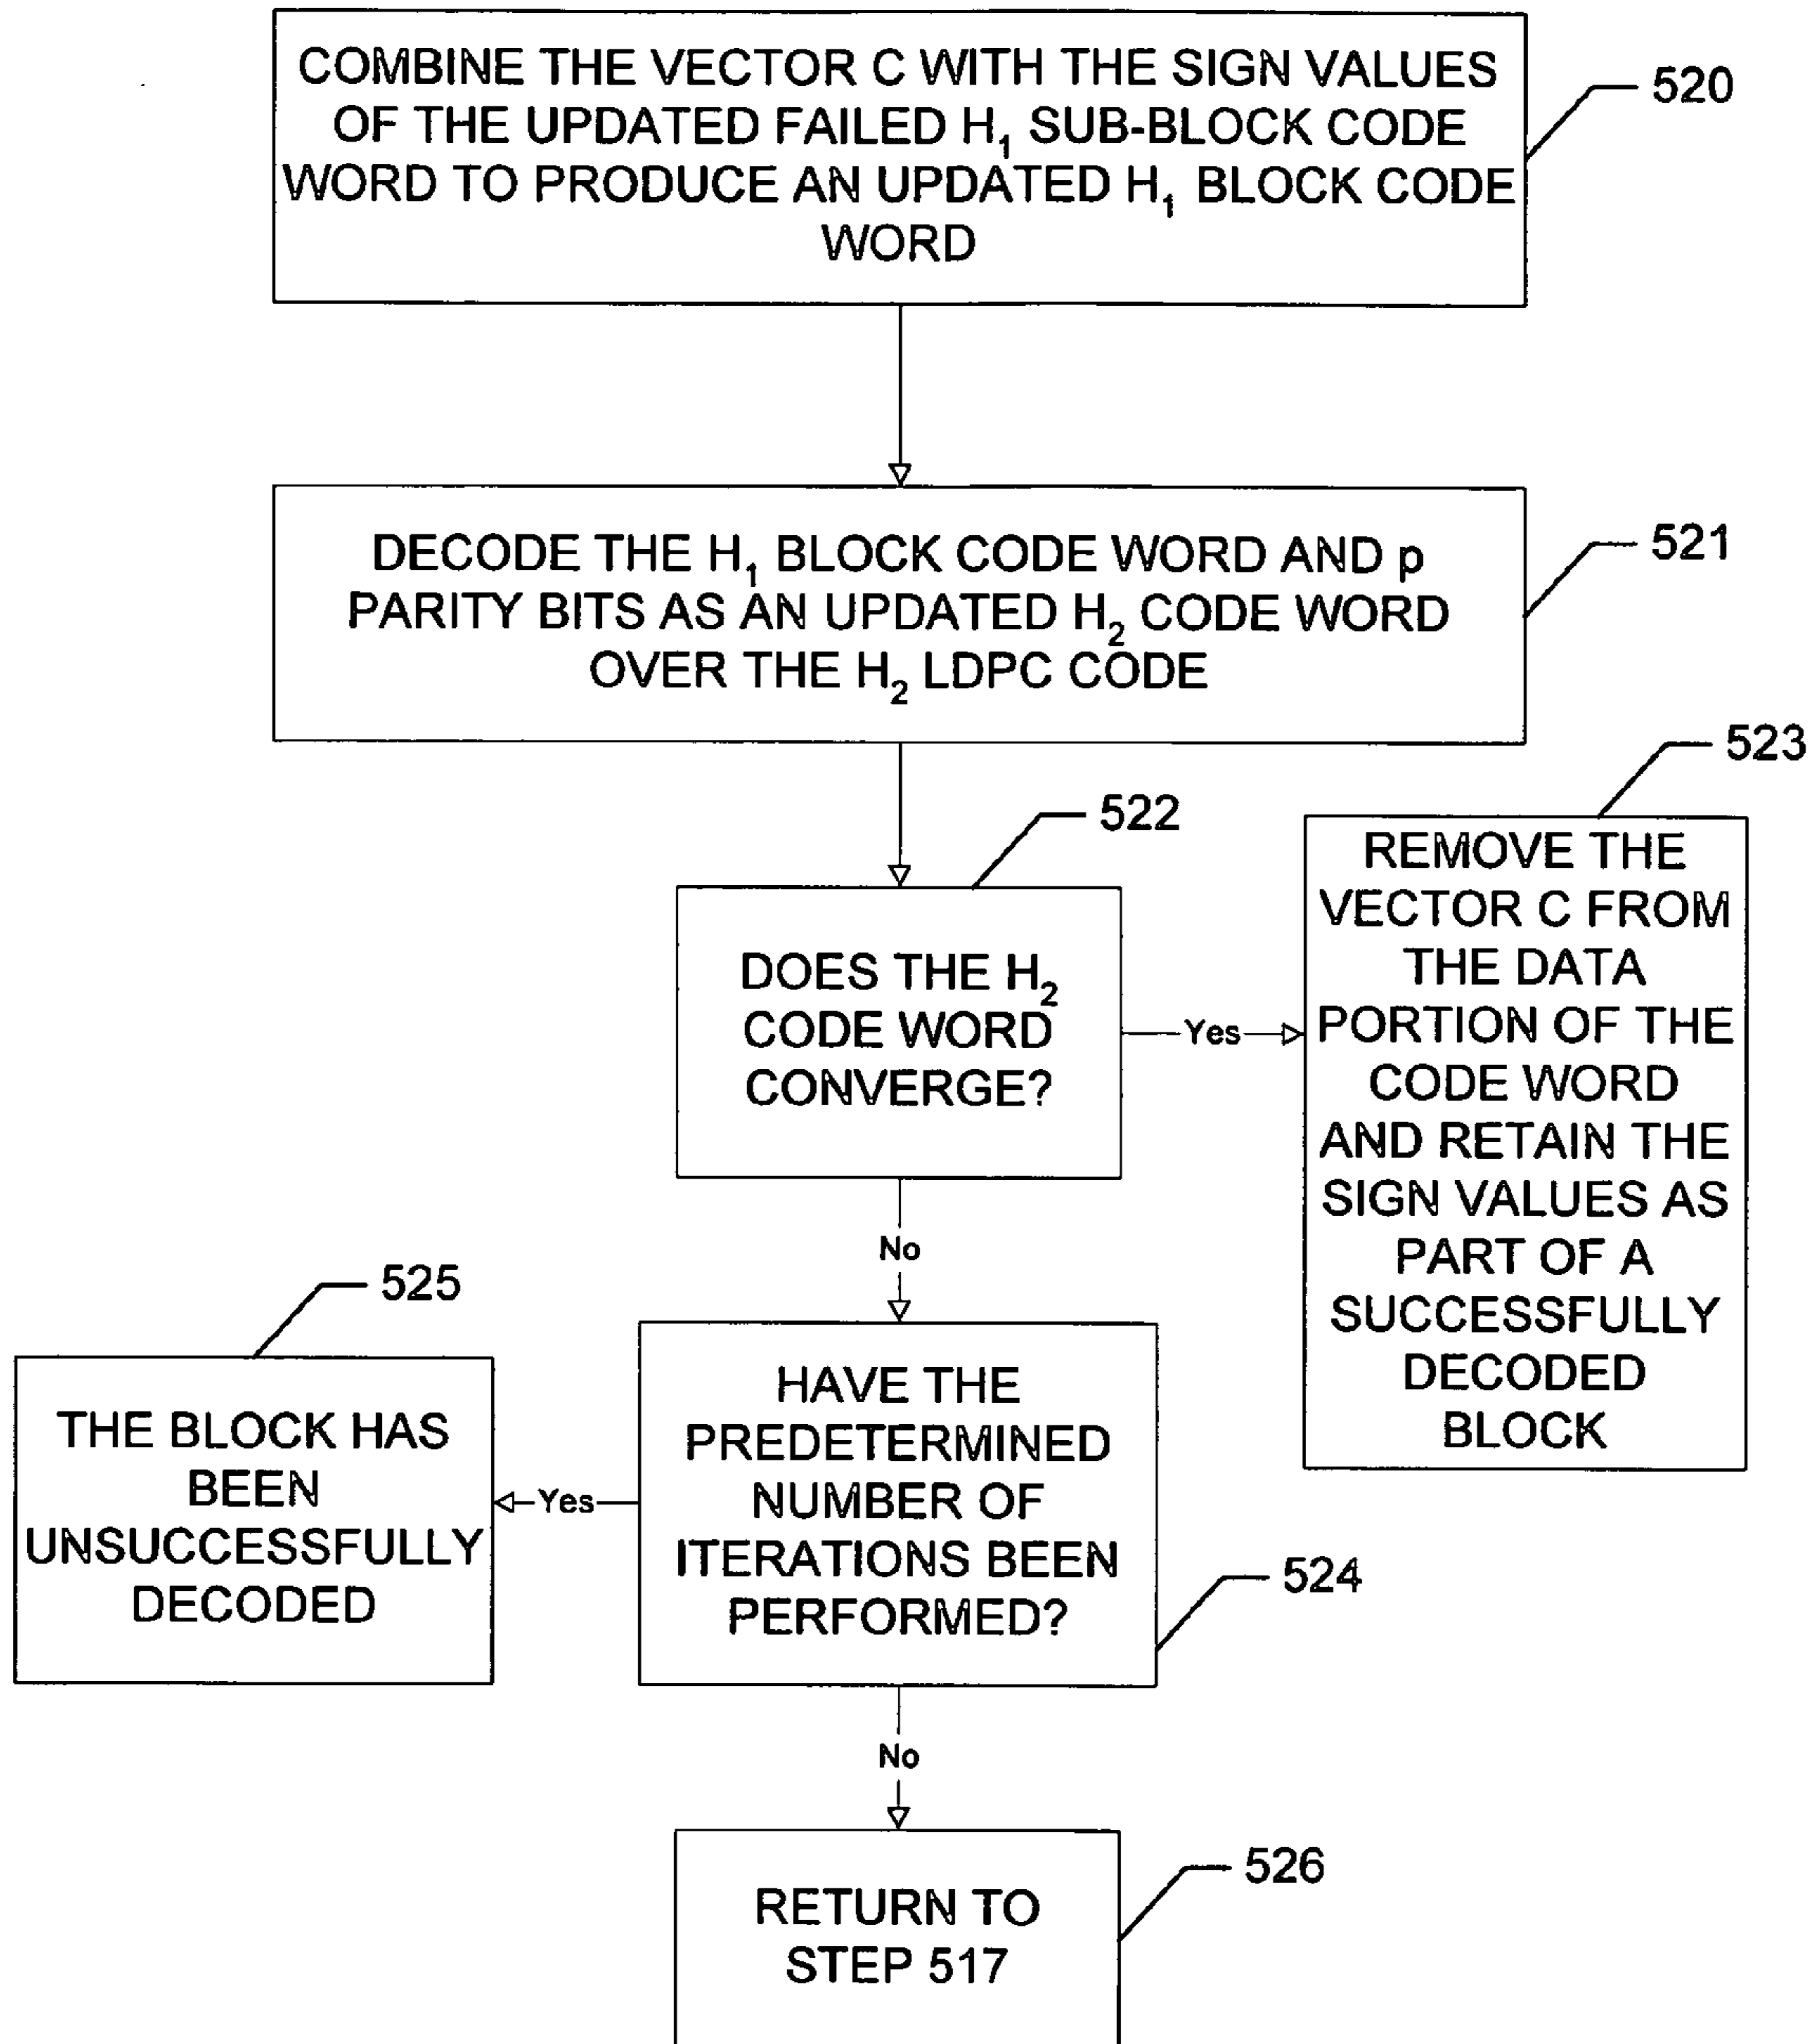 COMBINE THE VECTOR C WITH THE SIGN VALUES
OF THE UPDATED FAILED H₁ SUB-BLOCK CODE
WORD TO PRODUCE AN UPDATED H₁ BLOCK CODE
WORD
520
DECODE THE H₁ BLOCK CODE WORD AND p
PARITY BITS AS AN UPDATED H₂ CODE WORD
OVER THE H₂ LDPC CODE
521
522
DOES THE H₂
CODE WORD
CONVERGE?
Yes
523
REMOVE THE
VECTOR C FROM
THE DATA
PORTION OF THE
CODE WORD
AND RETAIN THE
SIGN VALUES AS
PART OF A
SUCCESSFULLY
DECODED
BLOCK
No
525
THE BLOCK HAS
BEEN
UNSUCCESSFULLY
DECODED
Yes
HAVE THE
PREDETERMINED
NUMBER OF
ITERATIONS BEEN
PERFORMED?
524
No
526
RETURN TO
STEP 517